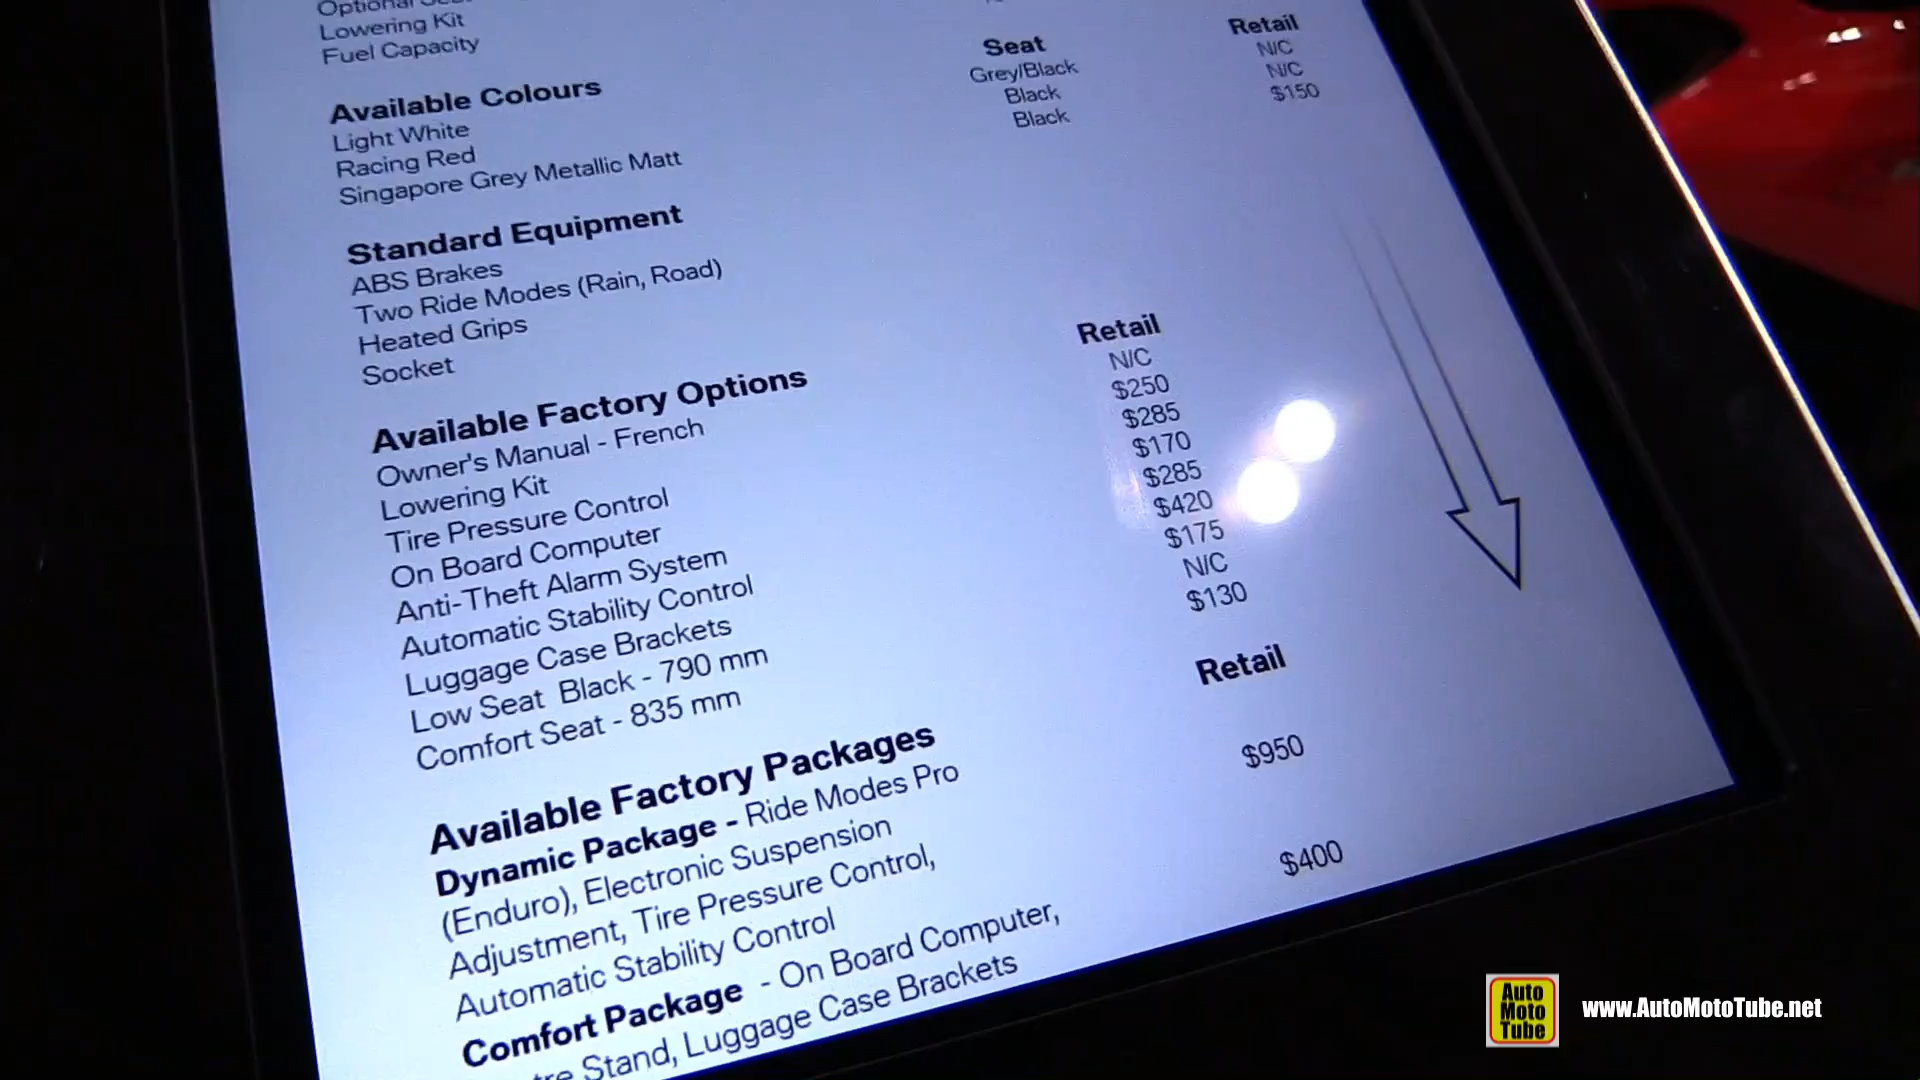 Optional
Lowering Kit
Fuel Capacity
Available Colours Seat Retail
Light White Grey/Black N/C
Racing Red Black N/C
Singapore Grey Metallic Matt Black $150
Standard Equipment
ABS Brakes
Two Ride Modes (Rain, Road)
Heated Grips
Socket
Available Factory Options Retail
Owner's Manual - French N/C
Lowering Kit $250
Tire Pressure Control $285
On Board Computer $170
Anti-Theft Alarm System $285
Automatic Stability Control $420
Luggage Case Brackets $175
Low Seat Black - 790 mm N/C
Comfort Seat - 835 mm $130
Available Factory Packages Retail
Dynamic Package - Ride Modes Pro
(Enduro), Electronic Suspension $950
Adjustment, Tire Pressure Control,
Automatic Stability Control
Comfort Package - On Board Computer, $400
Stand, Luggage Case Brackets
Auto
Moto
Tube
www.AutoMotoTube.net